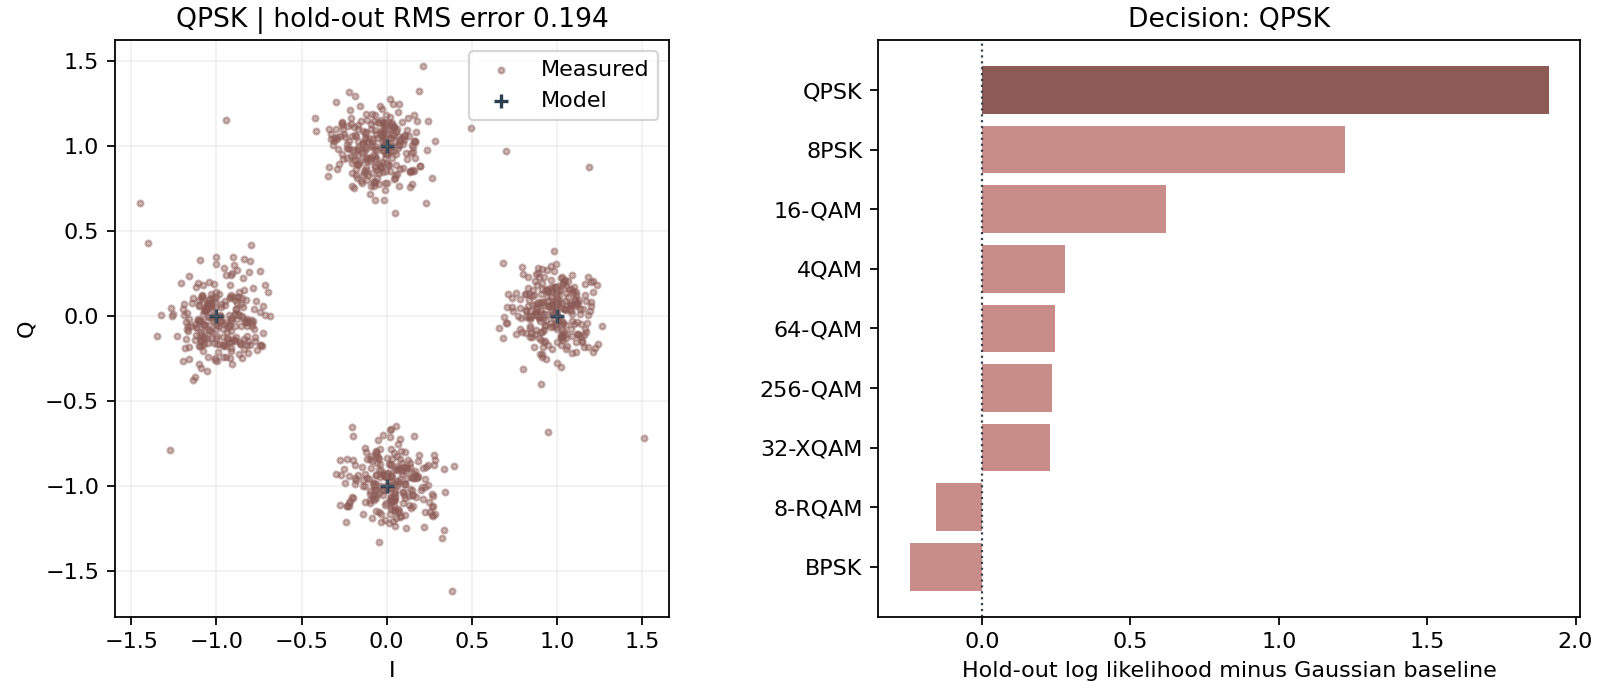 QPSK | hold-out RMS error 0.194
Measured
Model
1.5
1.0
0.5
0.0
−0.5
−1.0
−1.5
Q
−1.5
−1.0
−0.5
0.0
0.5
1.0
1.5
I
Decision: QPSK
QPSK
8PSK
16-QAM
4QAM
64-QAM
256-QAM
32-XQAM
8-RQAM
BPSK
0.0
0.5
1.0
1.5
2.0
Hold-out log likelihood minus Gaussian baseline